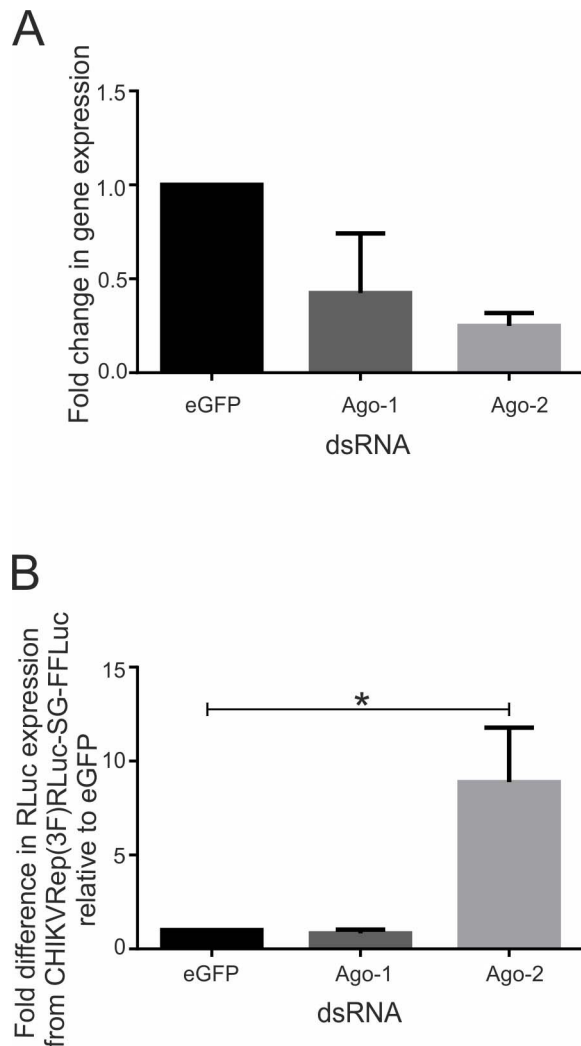 A
Fold change in gene expression
1.5
1.0
0.5
0.0
eGFP Ago-1 Ago-2
dsRNA
B
Fold difference in RLuc expression
from CHIKVRep(3F)RLuc-SG-FFLuc
relative to eGFP
15
10
5
0
*
eGFP Ago-1 Ago-2
dsRNA